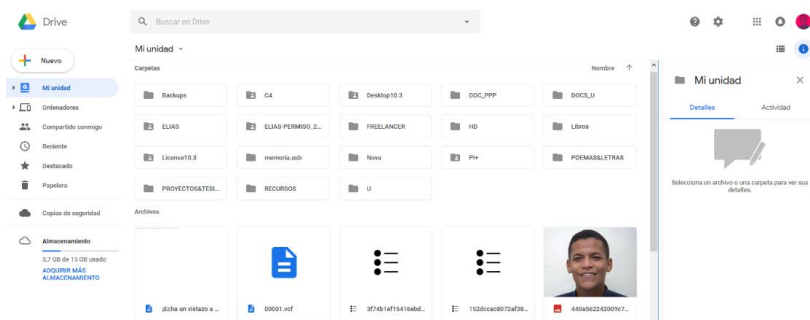 Drive
Buscar en Drive
Mi unidad
Nuevo
Mi unidad
Ordenadores
Compartido conmigo
Reciente
Destacado
Papelera
Copias de seguridad
Almacenamiento
3,7 GB de 15 GB usado
ADQUIRIR MÁS
ALMACENAMIENTO
Carpetas
Nombre
Backups
C4
Desktop10.3
DOC_PPP
DOCS_U
ELIAS
ELIAS-PERMISO_2...
FREELANCER
HD
Libros
License10.3
memoria.usb
Nova
PI+
POEMAS&LETRAS
PROYECTOS&TESI...
RECURSOS
U
Archivos
¡Echa un vistazo a ...
00001.vcf
3f74b1ef15416ebd...
152dccac8072af38...
440a562242009c7...
Mi unidad
Detalles
Actividad
Selecciona un archivo o una carpeta para ver sus
detalles.